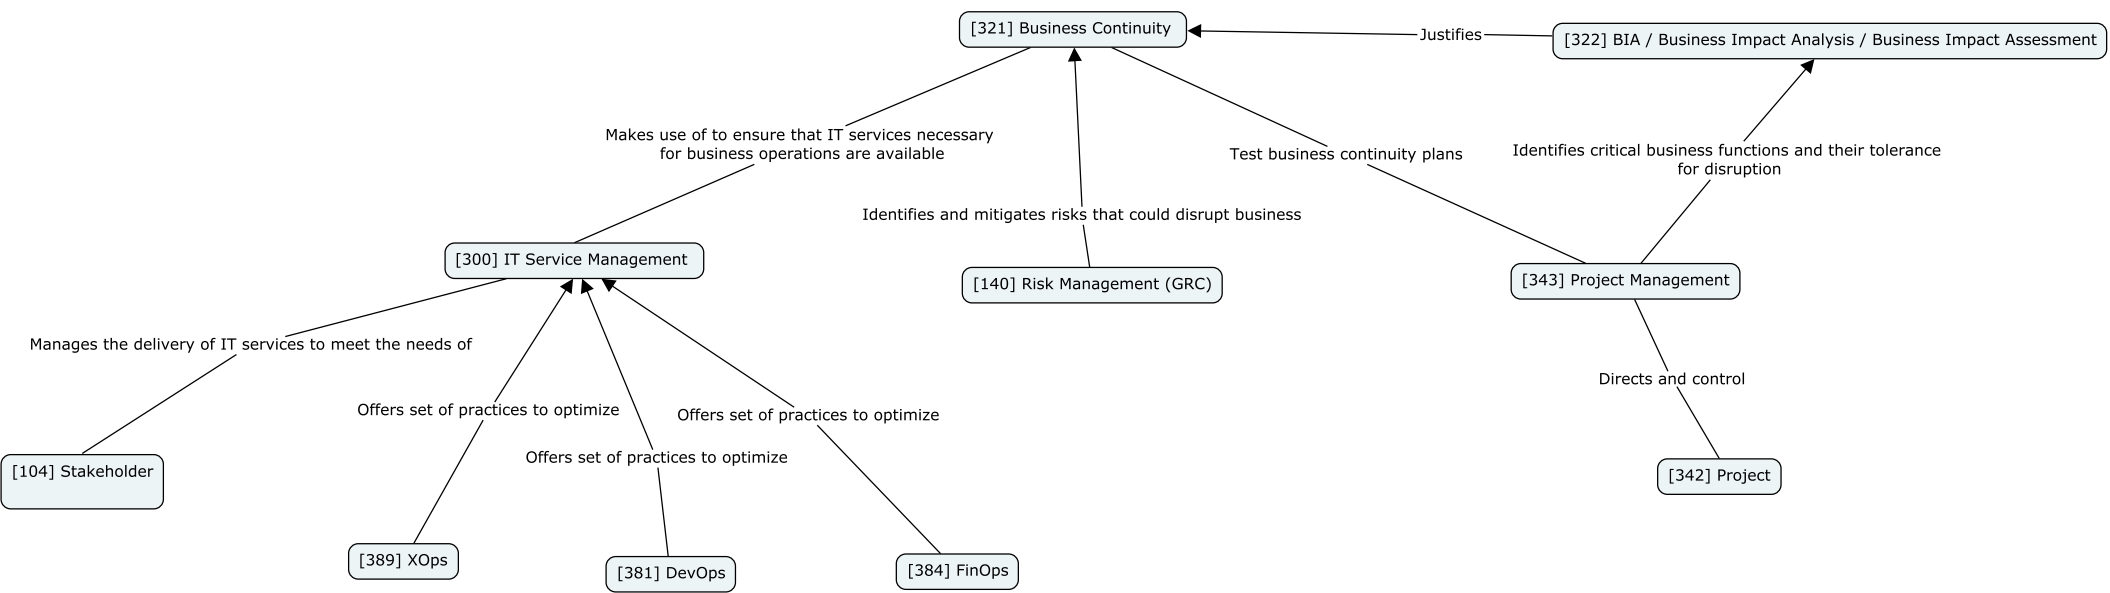 [321] Business Continuity
[322] BIA / Business Impact Analysis / Business Impact Assessment
Justifies
Makes use of to ensure that IT services necessary
for business operations are available
Test business continuity plans
Identifies critical business functions and their tolerance
for disruption
Identifies and mitigates risks that could disrupt business
[300] IT Service Management
[140] Risk Management (GRC)
[343] Project Management
Manages the delivery of IT services to meet the needs of
Directs and control
Offers set of practices to optimize
Offers set of practices to optimize
Offers set of practices to optimize
[104] Stakeholder
[342] Project
[389] XOps
[381] DevOps
[384] FinOps